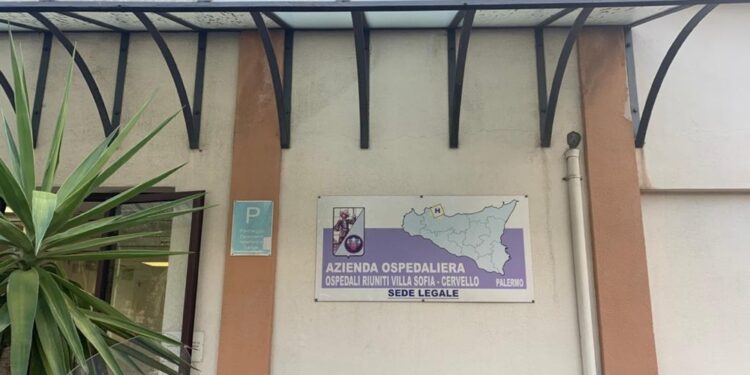 P
H
AZIENDA OSPEDALIERA
OSPEDALI RIUNITI VILLA SOFIA - CERVELLO PALERMO
SEDE LEGALE